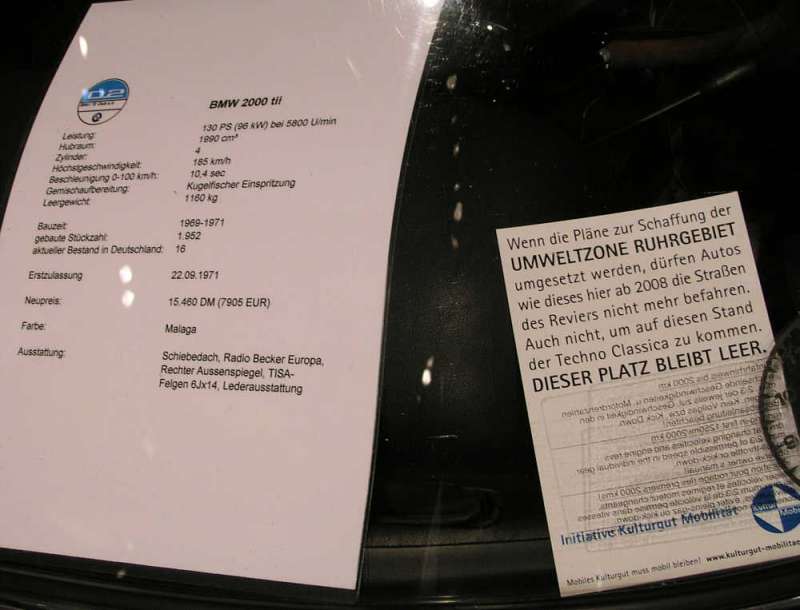 02
BMW 2000 tii
Leistung: 130 PS (96 kW) bei 5800 U/min
Hubraum: 1990 cm³
Zylinder: 4
Höchstgeschwindigkeit: 185 km/h
Beschleunigung 0-100 km/h: 10,4 sec
Gemischaufbereitung: Kugelfischer Einspritzung
Leergewicht: 1160 kg
Bauzeit: 1969-1971
gebaute Stückzahl: 1.952
aktueller Bestand in Deutschland: 16
Erstzulassung 22.09.1971
Neupreis: 15.460 DM (7905 EUR)
Farbe: Malaga
Ausstattung: Schiebedach, Radio Becker Europa,
Rechter Aussenspiegel, TISA-
Felgen 6Jx14, Lederausstattung
Wenn die Pläne zur Schaffung der
UMWELTZONE RUHRGEBIET
umgesetzt werden, dürfen Autos
wie dieses hier ab 2008 die Straßen
des Reviers nicht mehr befahren.
Auch nicht, um auf diesen Stand
der Techno Classica zu kommen.
DIESER PLATZ BLEIBT LEER.
Initiative Kulturgut Mobilität
Kultur
Mobiles Kulturgut muss mobil bleiben! www.kulturgut-mobilitae